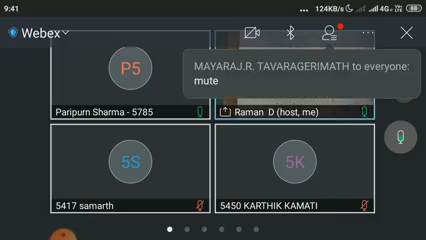 9:41
... 124KB/s 4G+ VoLTE 88
Webex
MAYARAJ.R. TAVARAGERIMATH to everyone:
mute
P5
Paripurn Sharma - 5785
Raman D (host, me)
5S
5K
5417 samarth
5450 KARTHIK KAMATI